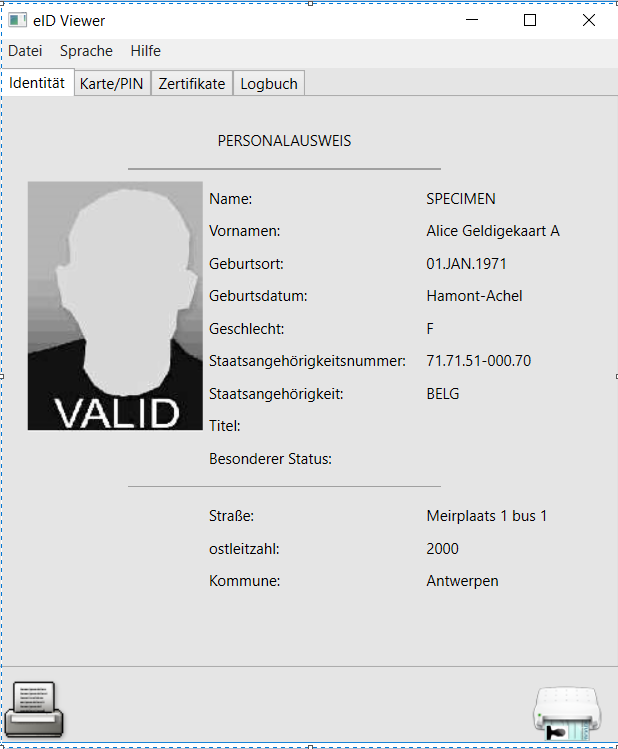 eID Viewer
Datei Sprache Hilfe
Identität Karte/PIN Zertifikate Logbuch
PERSONALAUSWEIS
Name: SPECIMEN
Vornamen: Alice Geldigekaart A
Geburtsort: 01.JAN.1971
Geburtsdatum: Hamont-Achel
Geschlecht: F
Staatsangehörigkeitsnummer: 71.71.51-000.70
Staatsangehörigkeit: BELG
VALID
Titel:
Besonderer Status:
Straße: Meirplaats 1 bus 1
ostleitzahl: 2000
Kommune: Antwerpen